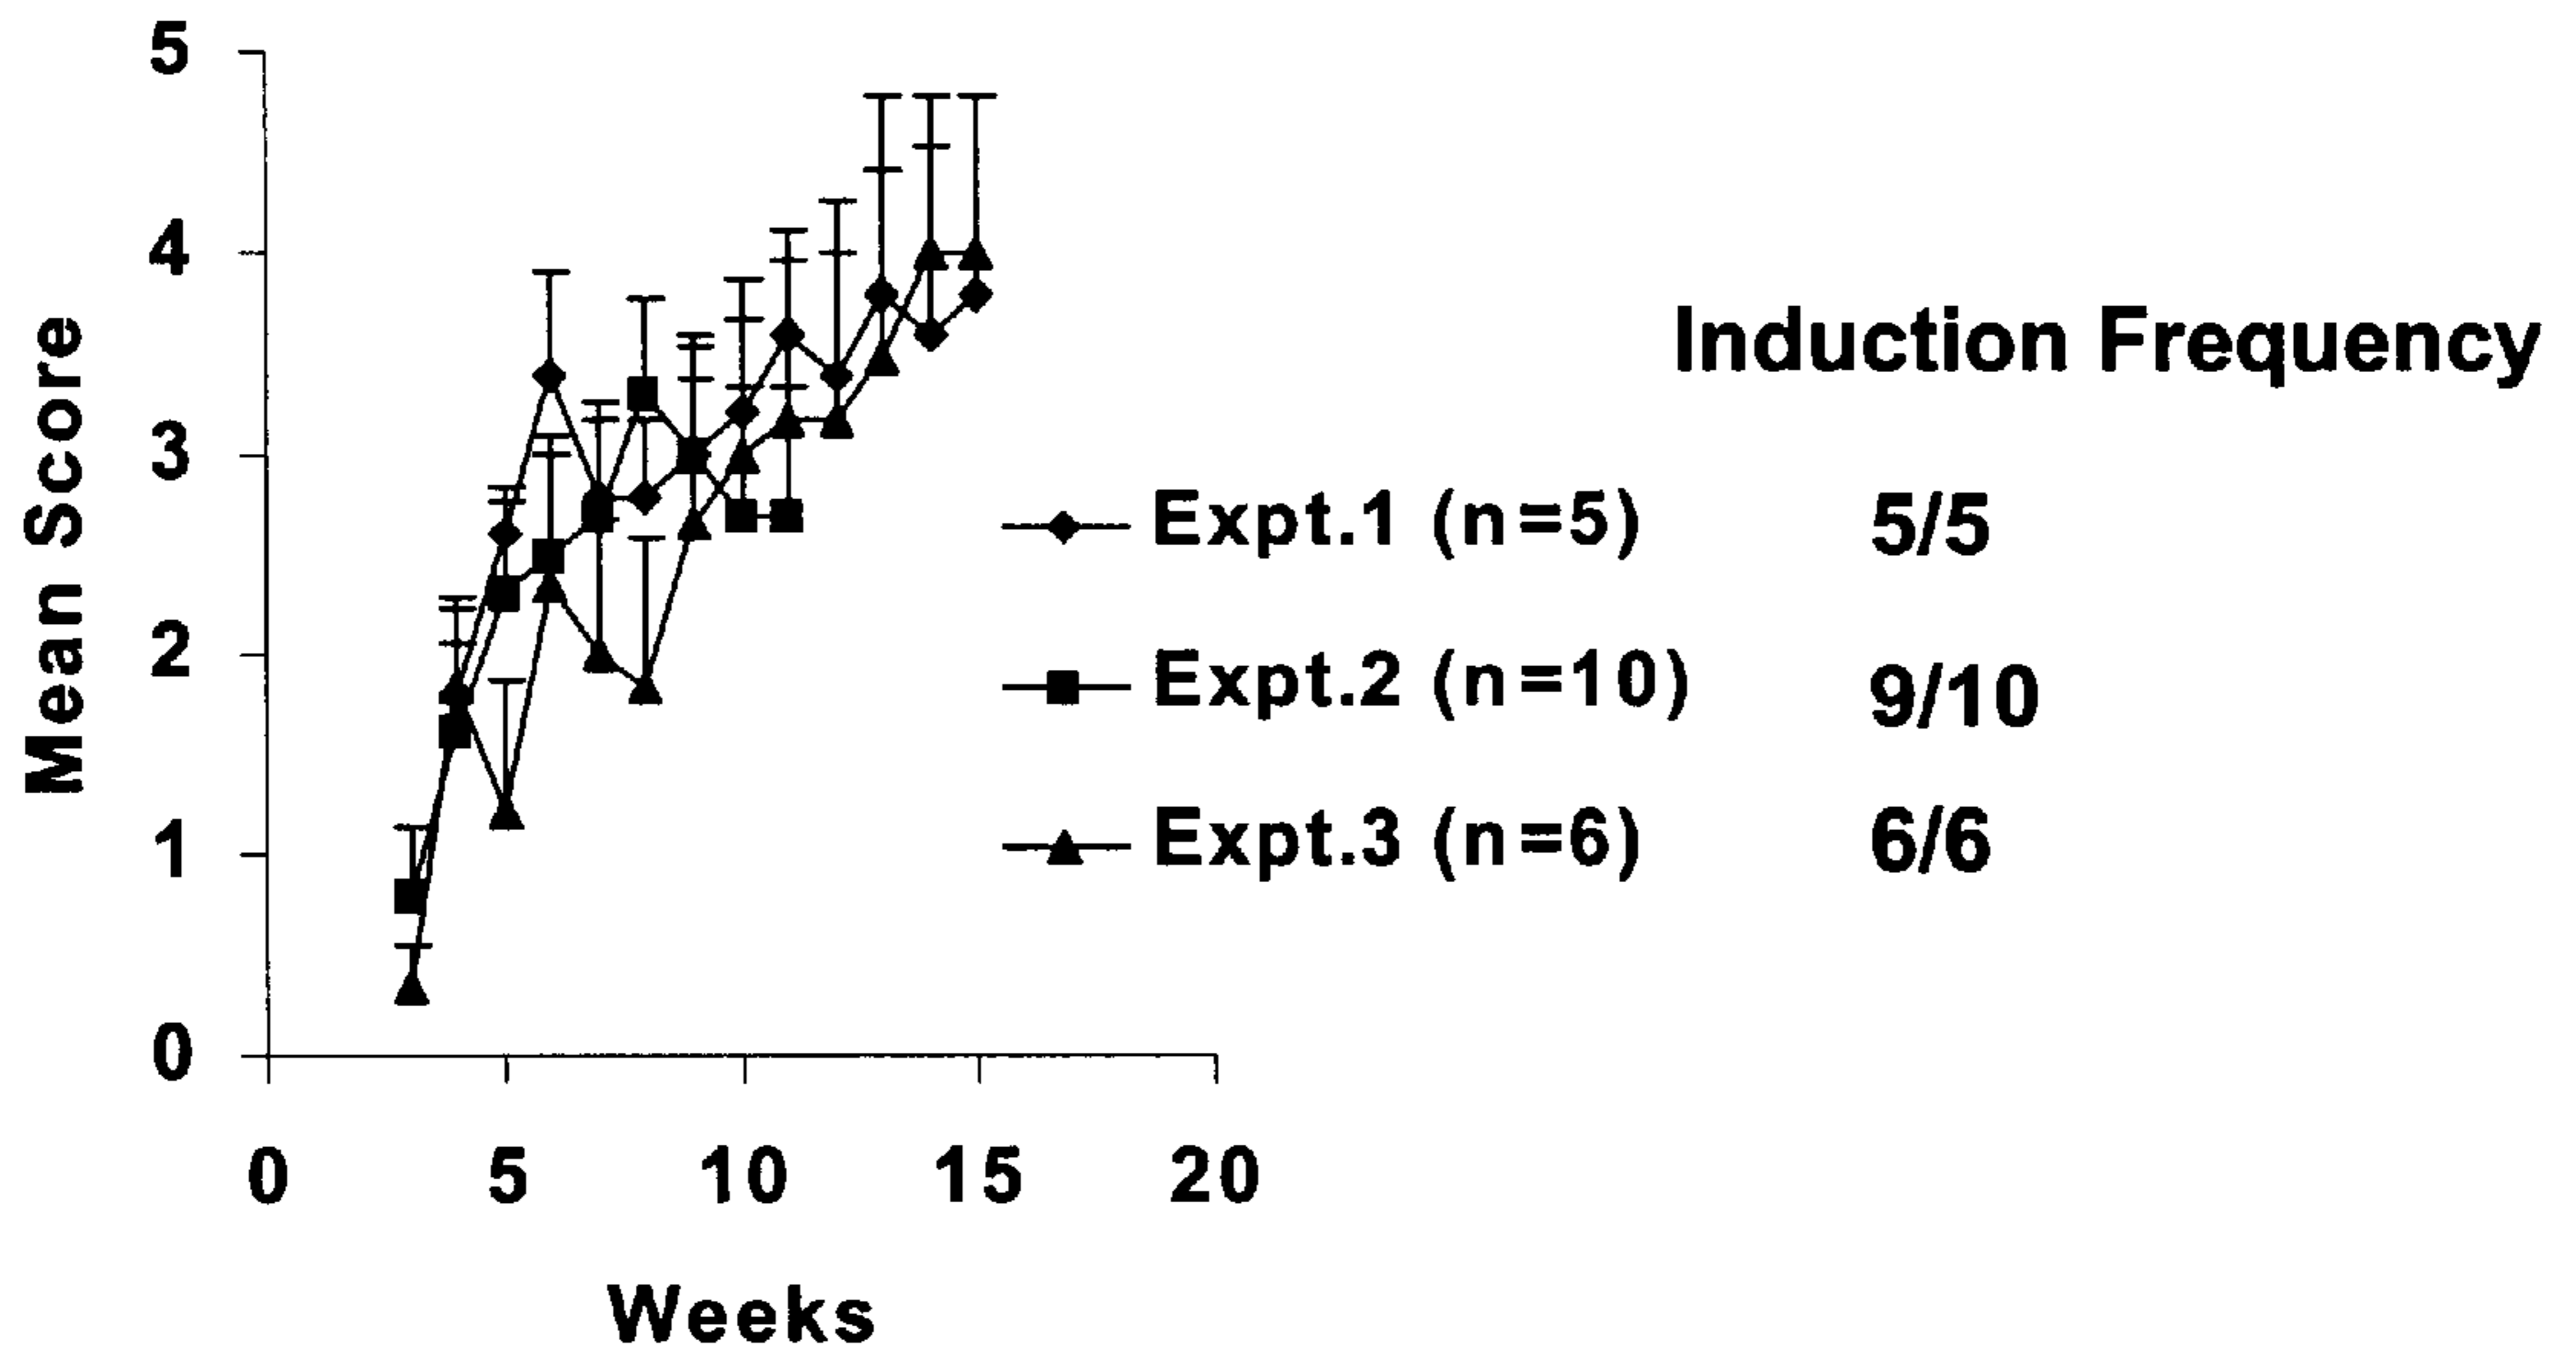 5
4
3
2
1
0
Mean Score
0 5 10 15 20
Weeks
Induction Frequency
Expt.1 (n=5) 5/5
Expt.2 (n=10) 9/10
Expt.3 (n=6) 6/6